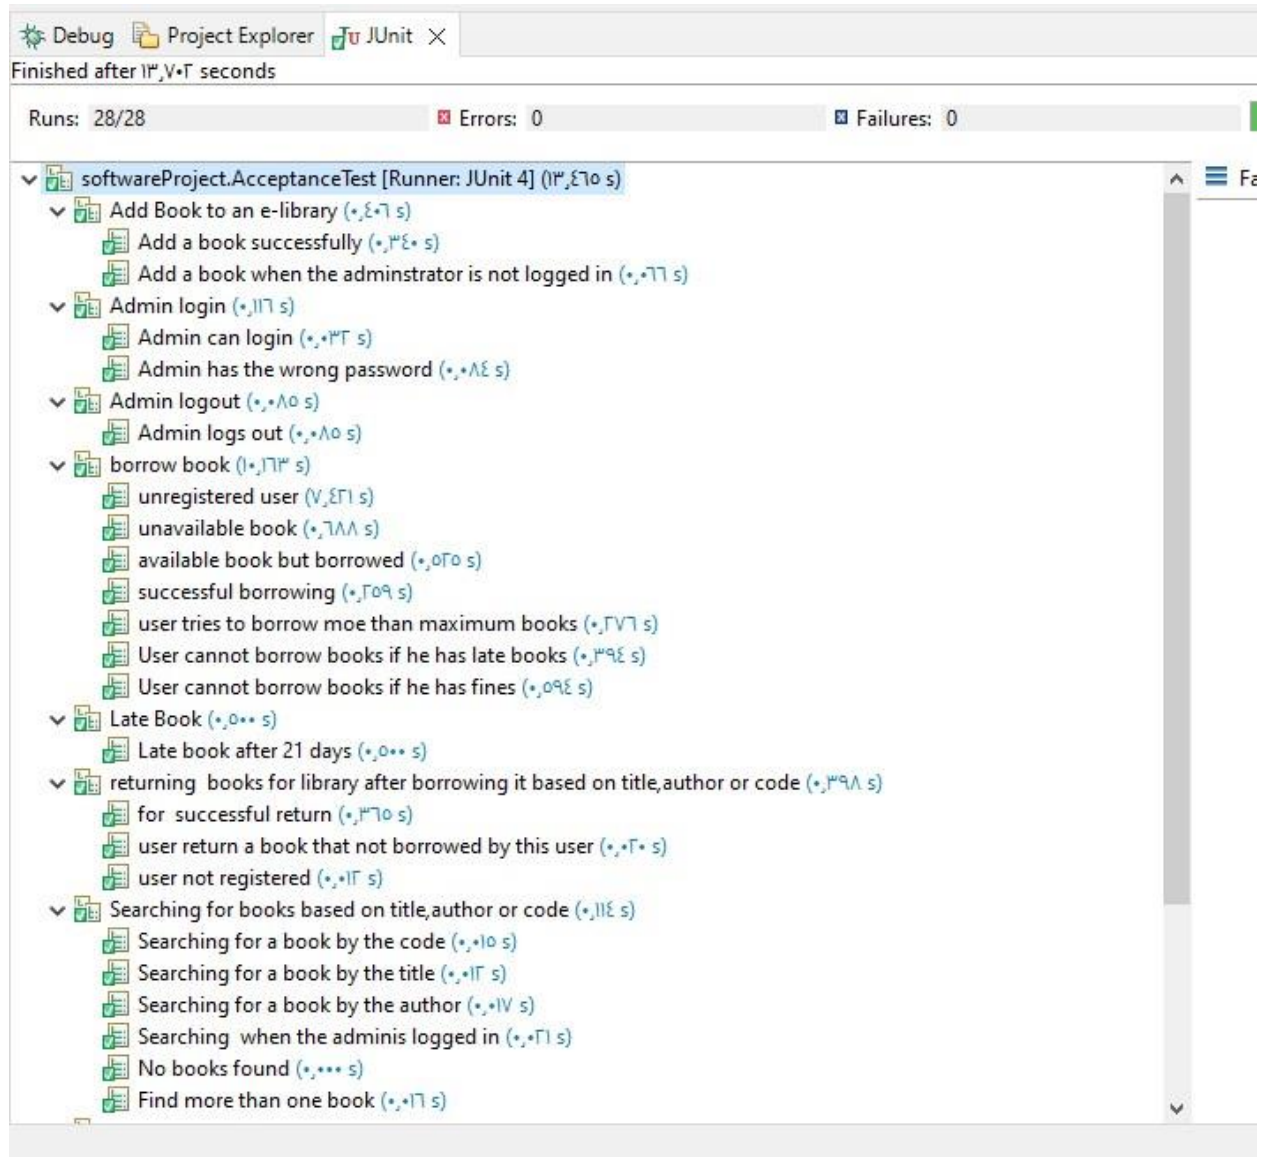 Debug Project Explorer JUnit
Finished after ١٣٫٧٠٢ seconds
Runs: 28/28 Errors: 0 Failures: 0
softwareProject.AcceptanceTest [Runner: JUnit 4] (١٣٫٤٦٥ s)
Add Book to an e-library (٠٫٤٠٦ s)
Add a book successfully (٠٫٣٤٠ s)
Add a book when the adminstrator is not logged in (٠٫٠٦٦ s)
Admin login (٠٫١١٦ s)
Admin can login (٠٫٠٣٢ s)
Admin has the wrong password (٠٫٠٨٤ s)
Admin logout (٠٫٠٨٥ s)
Admin logs out (٠٫٠٨٥ s)
borrow book (١٠٫١٦٣ s)
unregistered user (٧٫٤٢١ s)
unavailable book (٠٫٦٨٨ s)
available book but borrowed (٠٫٥٢٥ s)
successful borrowing (٠٫٢٥٩ s)
user tries to borrow moe than maximum books (٠٫٢٧٦ s)
User cannot borrow books if he has late books (٠٫٣٩٤ s)
User cannot borrow books if he has fines (٠٫٥٩٤ s)
Late Book (٠٫٥٠٠ s)
Late book after 21 days (٠٫٥٠٠ s)
returning  books for library after borrowing it based on title,author or code (٠٫٣٩٨ s)
for  successful return (٠٫٣٦٥ s)
user return a book that not borrowed by this user (٠٫٠٢٠ s)
user not registered (٠٫٠١٢ s)
Searching for books based on title,author or code (٠٫١١٤ s)
Searching for a book by the code (٠٫٠١٥ s)
Searching for a book by the title (٠٫٠١٢ s)
Searching for a book by the author (٠٫٠١٧ s)
Searching  when the adminis logged in (٠٫٠٢١ s)
No books found (٠٫٠٠٠ s)
Find more than one book (٠٫٠١٦ s)